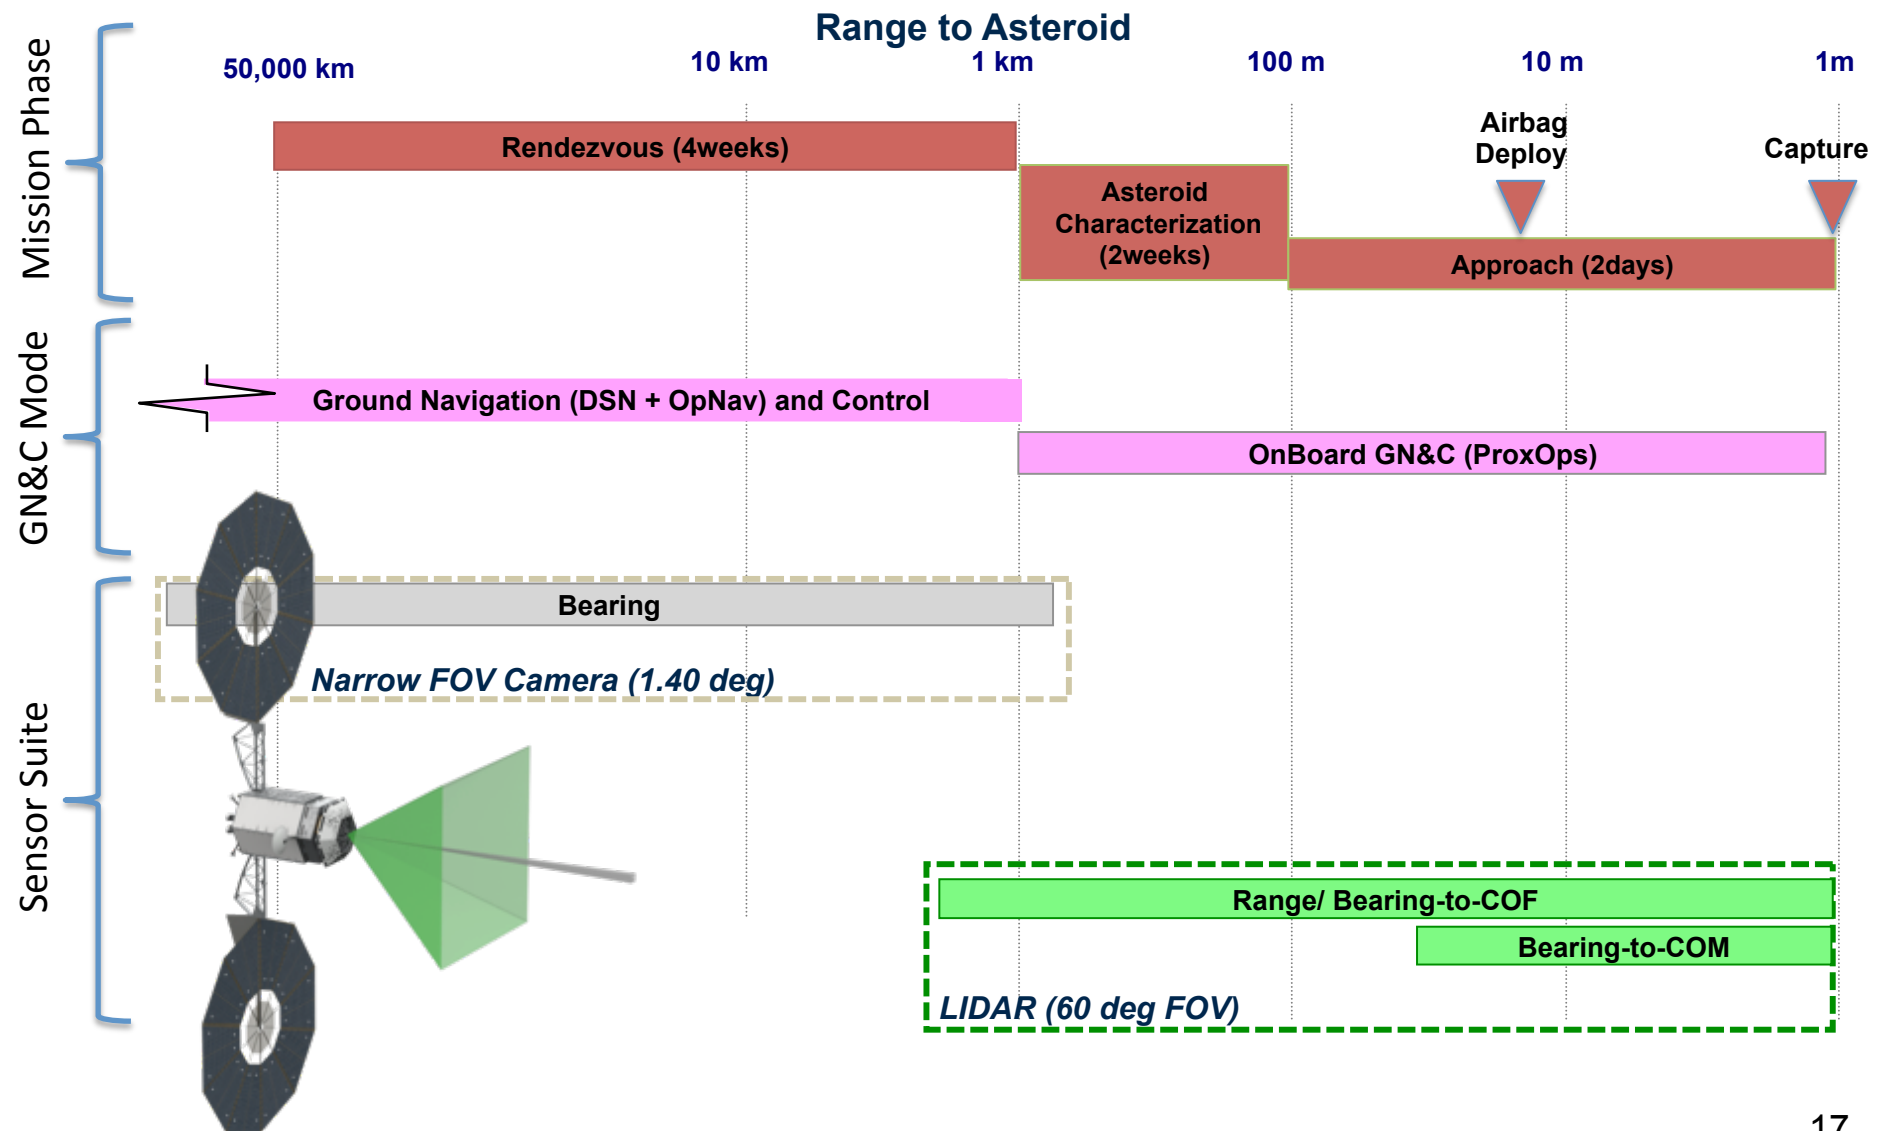 Range to Asteroid
50,000 km
10 km
1 km
100 m
10 m
1m
Mission Phase
Rendezvous (4weeks)
Asteroid
Characterization
(2weeks)
Airbag
Deploy
Capture
Approach (2days)
GN&C Mode
Ground Navigation (DSN + OpNav) and Control
OnBoard GN&C (ProxOps)
Sensor Suite
Bearing
Narrow FOV Camera (1.40 deg)
Range/ Bearing-to-COF
Bearing-to-COM
LIDAR (60 deg FOV)
17